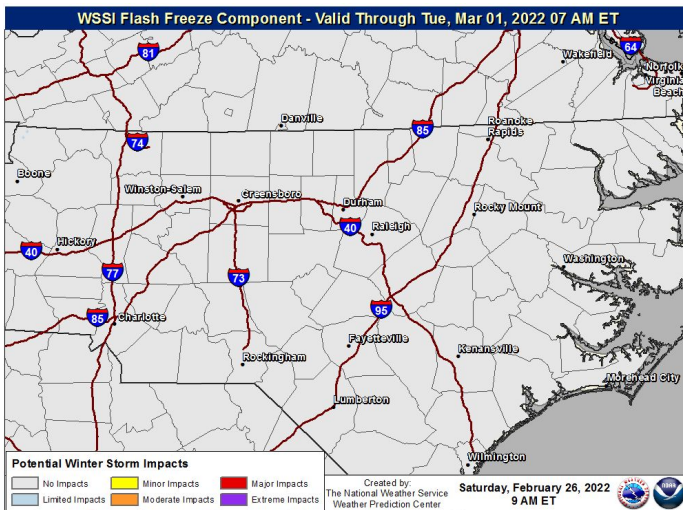 WSSI Flash Freeze Component - Valid Through Tue, Mar 01, 2022 07 AM ET
81
64
Wakefield
Norfolk
Virginia
Beach
Danville
85
Roanoke
Rapids
74
Boone
Winston-Salem
Greensboro
Durham
Rocky Mount
40
Raleigh
Hickory
40
Washington
77
73
95
85
Charlotte
Fayetteville
Kenansville
Rockingham
Morehead City
Lumberton
Wilmington
Potential Winter Storm Impacts
No Impacts
Minor Impacts
Major Impacts
Limited Impacts
Moderate Impacts
Extreme Impacts
Created by:
The National Weather Service
Weather Prediction Center
Saturday, February 26, 2022
9 AM ET
NOAA